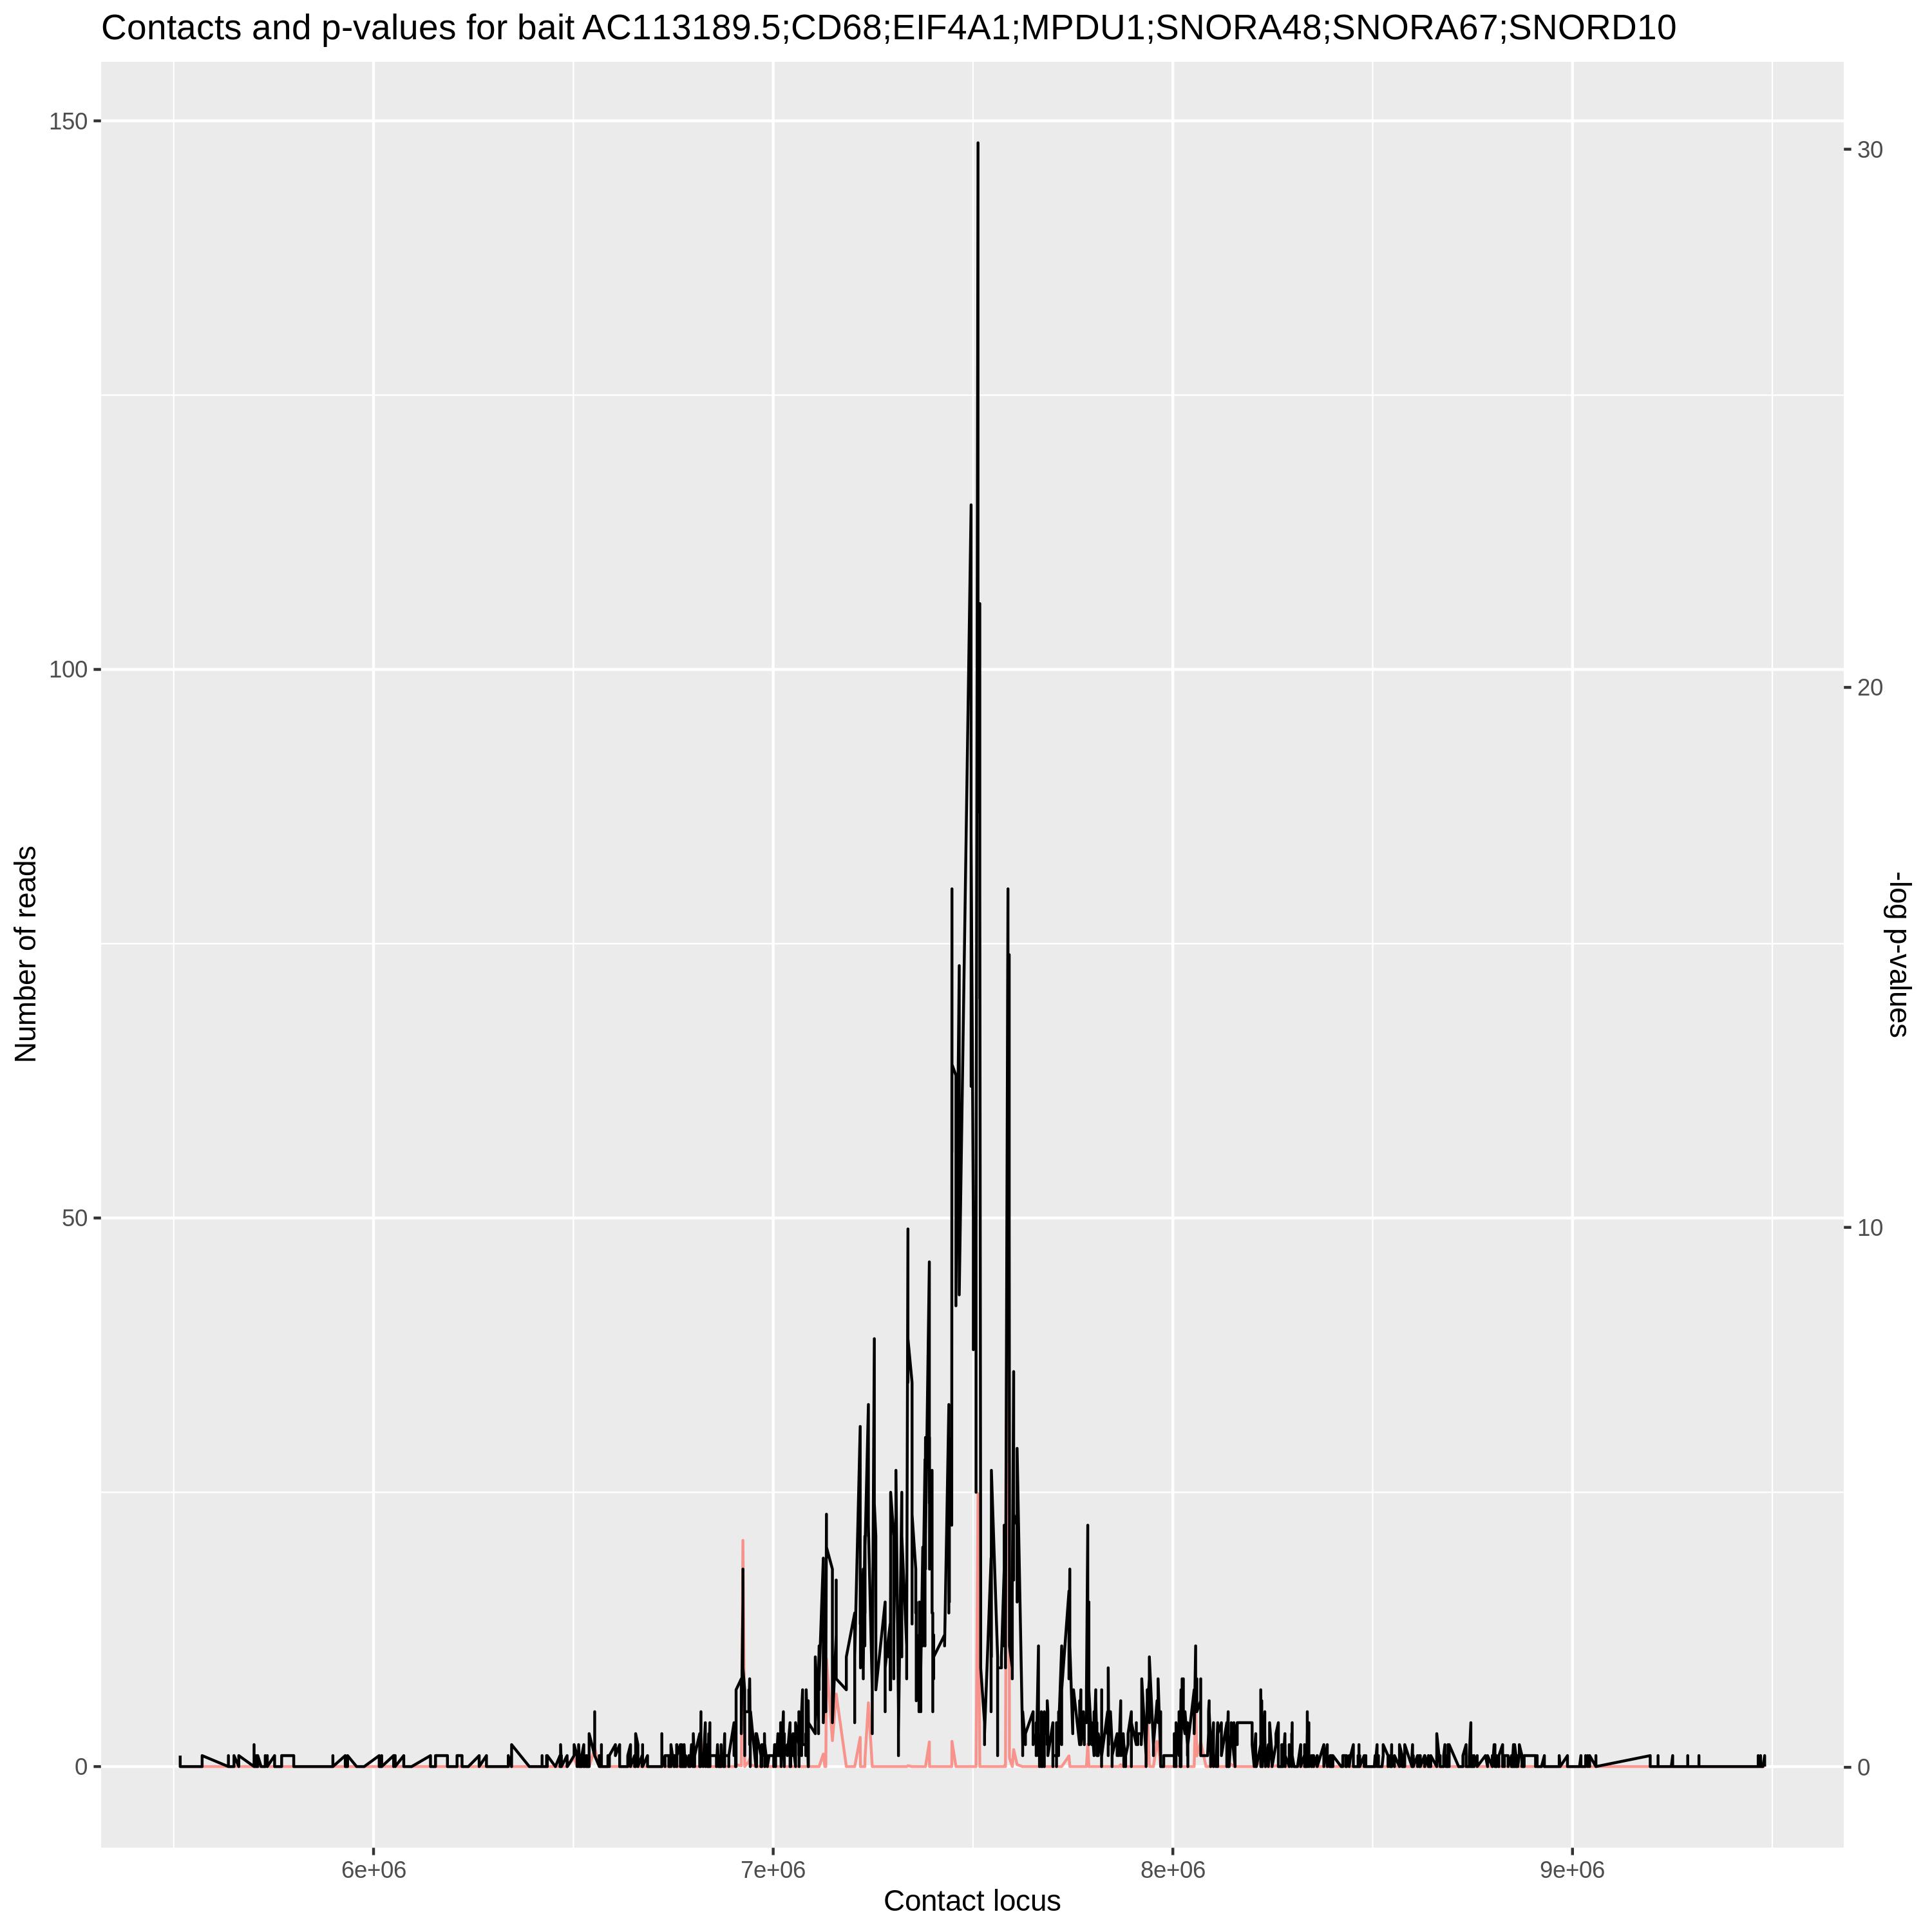 Contacts and p-values for bait AC113189.5;CD68;EIF4A1;MPDU1;SNORA48;SNORA67;SNORD10
150
100
50
0
Number of reads
30
20
10
0
-log p-values
6e+06 7e+06 8e+06 9e+06
Contact locus